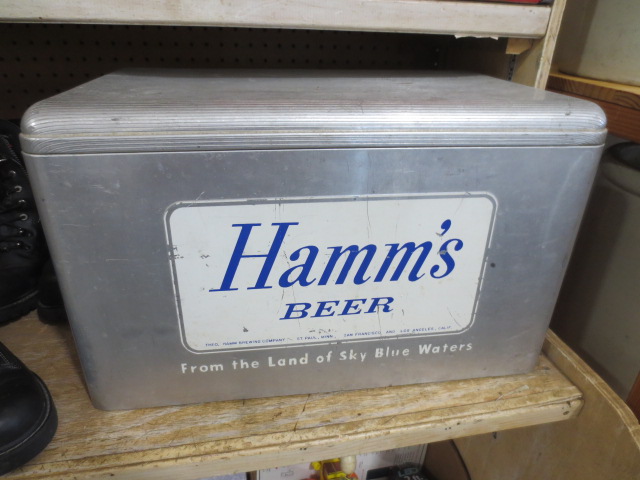 Hamm's
BEER
THEO. HAMM BREWING COMPANY ST. PAUL, MINN. SAN FRANCISCO AND LOS ANGELES, CALIF.
From the Land of Sky Blue Waters